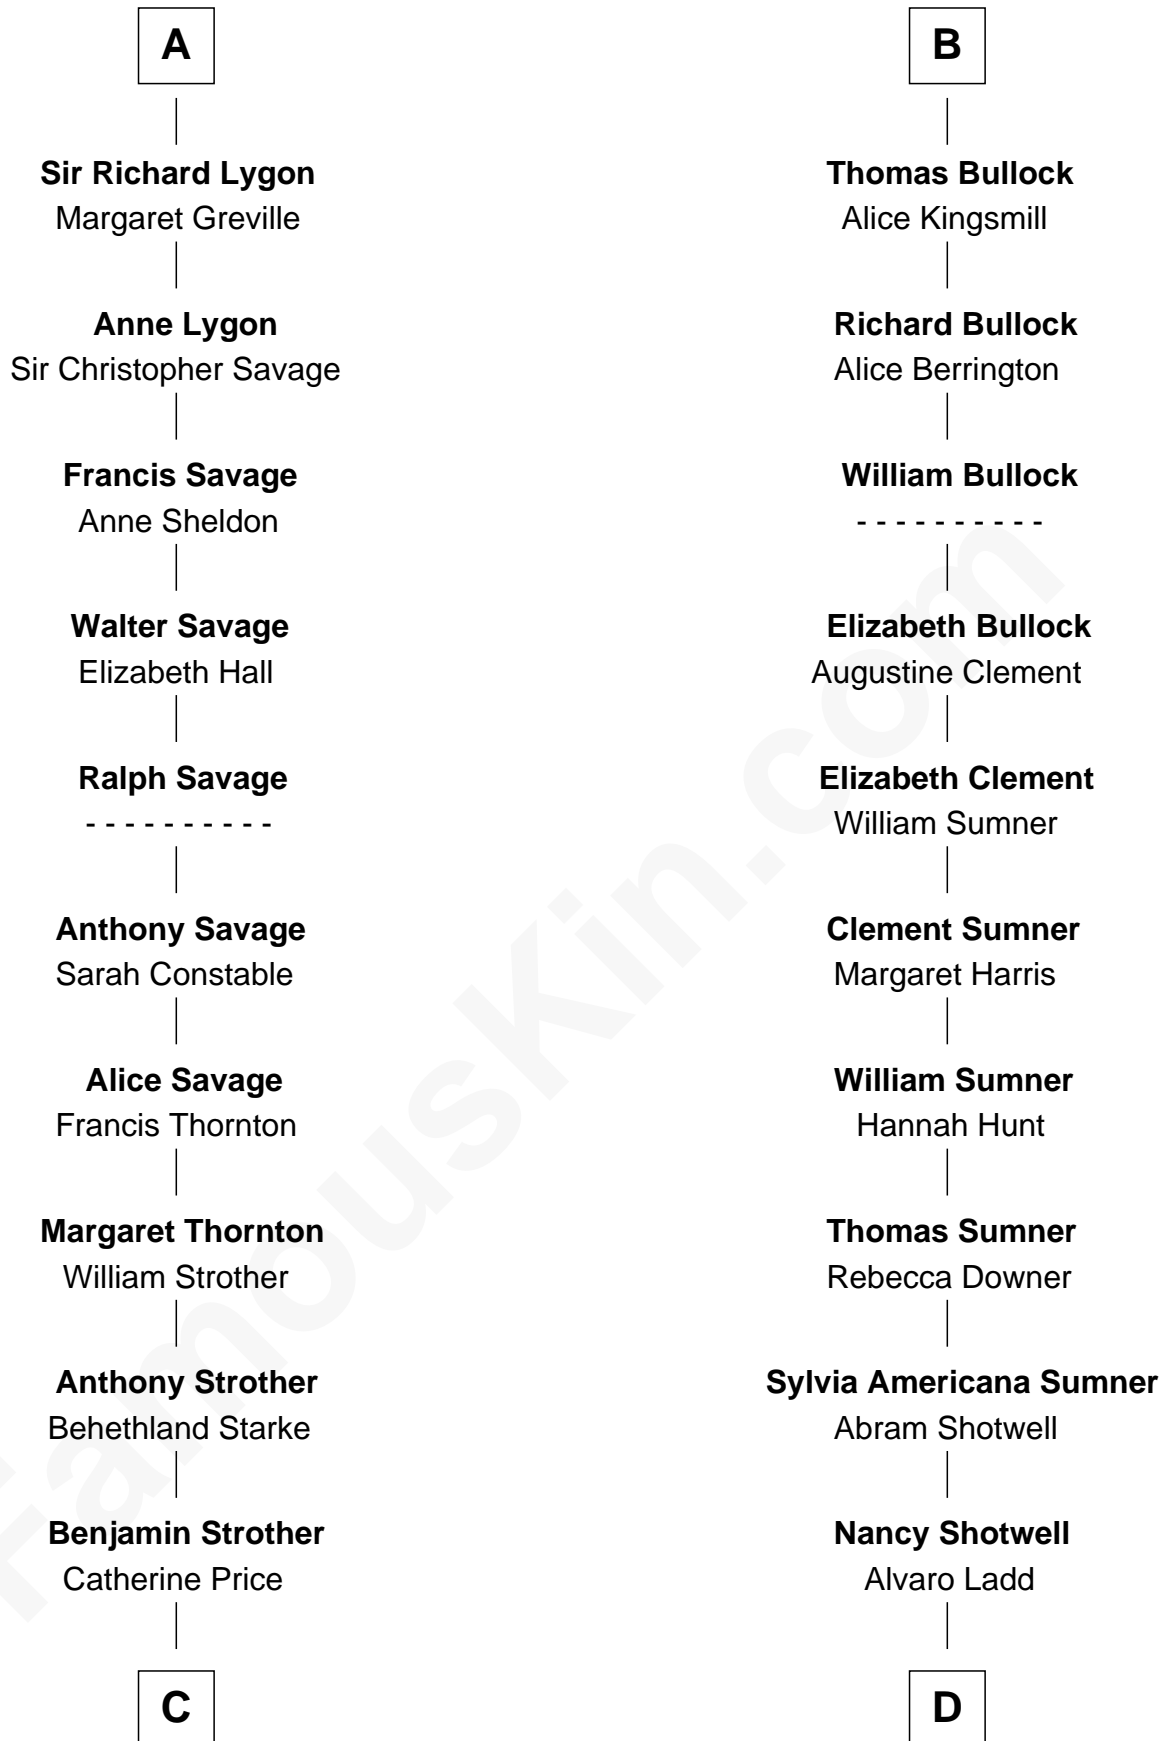 A
Sir Richard Lygon
Margaret Greville
Anne Lygon
Sir Christopher Savage
Francis Savage
Anne Sheldon
Walter Savage
Elizabeth Hall
Ralph Savage
- - - - - - - - - -
Anthony Savage
Sarah Constable
Alice Savage
Francis Thornton
Margaret Thornton
William Strother
Anthony Strother
Behethland Starke
Benjamin Strother
Catherine Price
C
B
Thomas Bullock
Alice Kingsmill
Richard Bullock
Alice Berrington
William Bullock
- - - - - - - - - -
Elizabeth Bullock
Augustine Clement
Elizabeth Clement
William Sumner
Clement Sumner
Margaret Harris
William Sumner
Hannah Hunt
Thomas Sumner
Rebecca Downer
Sylvia Americana Sumner
Abram Shotwell
Nancy Shotwell
Alvaro Ladd
D
FamousKin.com